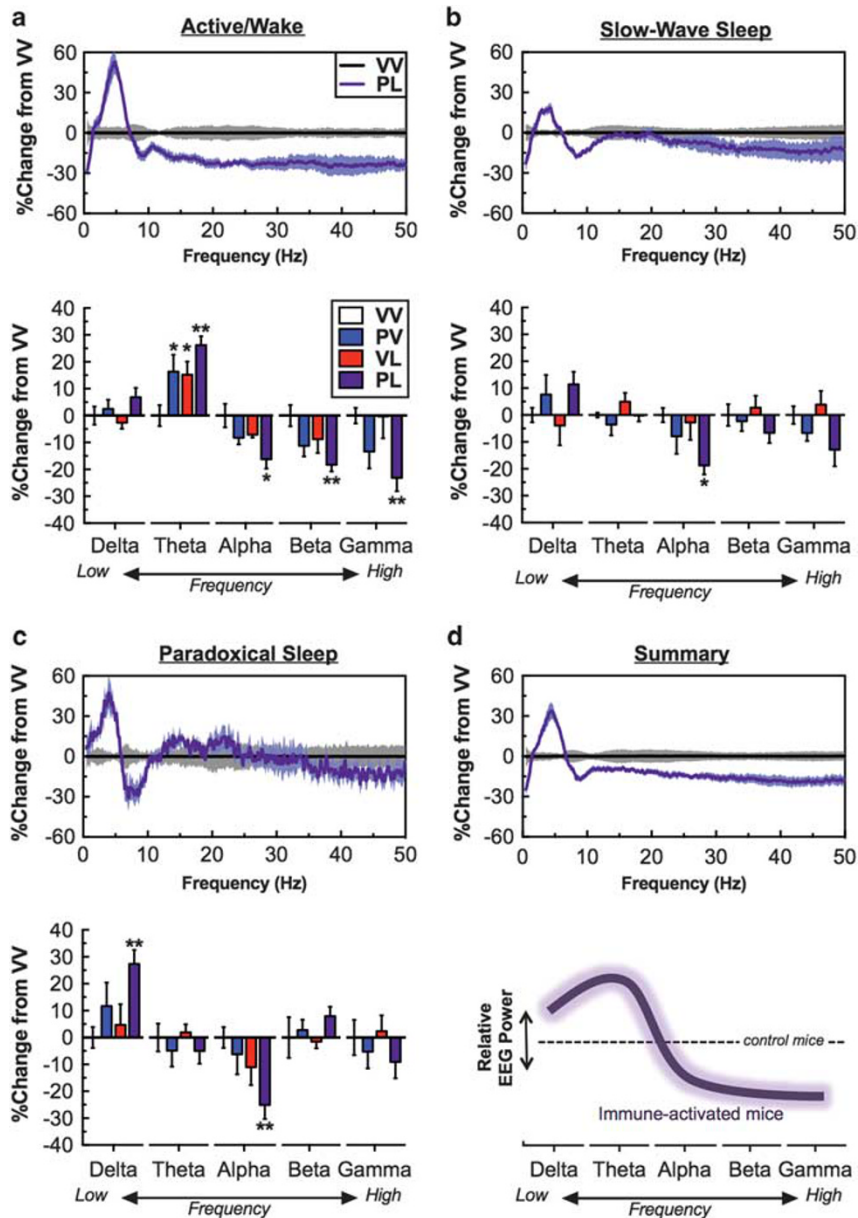 a
Active/Wake
%Change from VV
60
30
0
-30
-60
VV
PL
0 10 20 30 40 50
Frequency (Hz)
%Change from VV
40
30
20
10
0
-10
-20
-30
-40
VV
PV
VL
PL
* * **
* ** **
Delta Theta Alpha Beta Gamma
Low Frequency High
b
Slow-Wave Sleep
%Change from VV
60
30
0
-30
-60
0 10 20 30 40 50
Frequency (Hz)
%Change from VV
40
30
20
10
0
-10
-20
-30
-40
*
Delta Theta Alpha Beta Gamma
Low Frequency High
c
Paradoxical Sleep
%Change from VV
60
30
0
-30
-60
0 10 20 30 40 50
Frequency (Hz)
%Change from VV
40
30
20
10
0
-10
-20
-30
-40
**
**
Delta Theta Alpha Beta Gamma
Low Frequency High
d
Summary
%Change from VV
60
30
0
-30
-60
0 10 20 30 40 50
Frequency (Hz)
Relative
EEG Power
control mice
Immune-activated mice
Delta Theta Alpha Beta Gamma
Low Frequency High